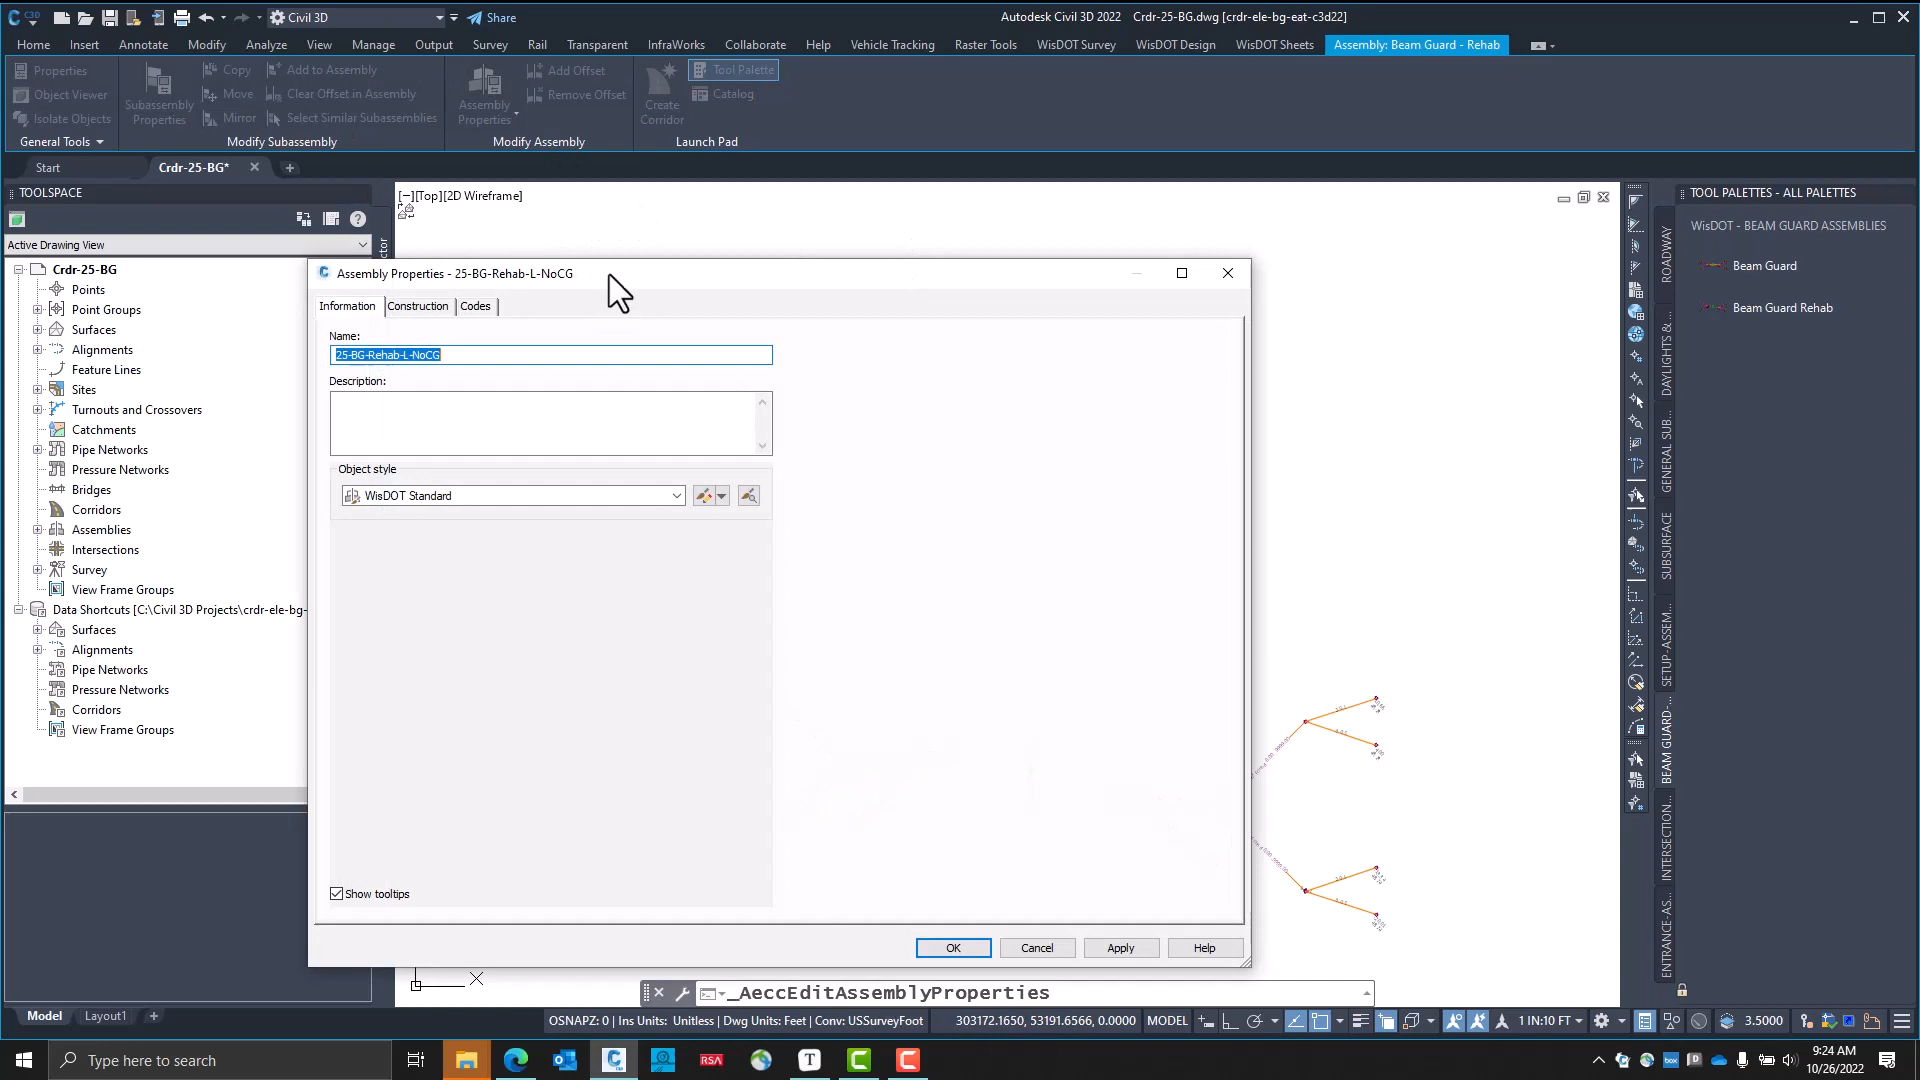 Civil 3D
Share
Autodesk Civil 3D 2022 Crdr-25-BG.dwg [crdr-ele-bg-eat-c3d22]
Home Insert Annotate Modify Analyze View Manage Output Survey Rail Transparent InfraWorks Collaborate Help Vehicle Tracking Raster Tools WisDOT Survey WisDOT Design WisDOT Sheets Assembly: Beam Guard - Rehab
Properties
Object Viewer
Isolate Objects
General Tools
Subassembly Properties
Copy
Move
Mirror
Add to Assembly
Clear Offset in Assembly
Select Similar Subassemblies
Modify Subassembly
Assembly Properties
Add Offset
Remove Offset
Modify Assembly
Create Corridor
Tool Palette
Catalog
Launch Pad
Start Crdr-25-BG*
TOOLSPACE
Active Drawing View
Crdr-25-BG
Points
Point Groups
Surfaces
Alignments
Feature Lines
Sites
Turnouts and Crossovers
Catchments
Pipe Networks
Pressure Networks
Bridges
Corridors
Assemblies
Intersections
Survey
View Frame Groups
Data Shortcuts [C:\Civil 3D Projects\crdr-ele-bg-
Surfaces
Alignments
Pipe Networks
Pressure Networks
Corridors
View Frame Groups
[−][Top][2D Wireframe]
Assembly Properties - 25-BG-Rehab-L-NoCG
Information Construction Codes
Name:
25-BG-Rehab-L-NoCG
Description:
Object style
WisDOT Standard
Show tooltips
OK Cancel Apply Help
TOOL PALETTES - ALL PALETTES
WisDOT - BEAM GUARD ASSEMBLIES
Beam Guard
Beam Guard Rehab
ROADWAY
DAYLIGHTS & ...
GENERAL SUB...
SUBSURFACE
SETUP-ASSEM...
BEAM GUARD-...
INTERSECTION...
ENTRANCE-AS...
_AeccEditAssemblyProperties
Model Layout1
OSNAPZ: 0 | Ins Units: Unitless | Dwg Units: Feet | Conv: USSurveyFoot 303172.1650, 53191.6566, 0.0000 MODEL 1 IN:10 FT 3.5000
Type here to search
RSA
9:24 AM
10/26/2022